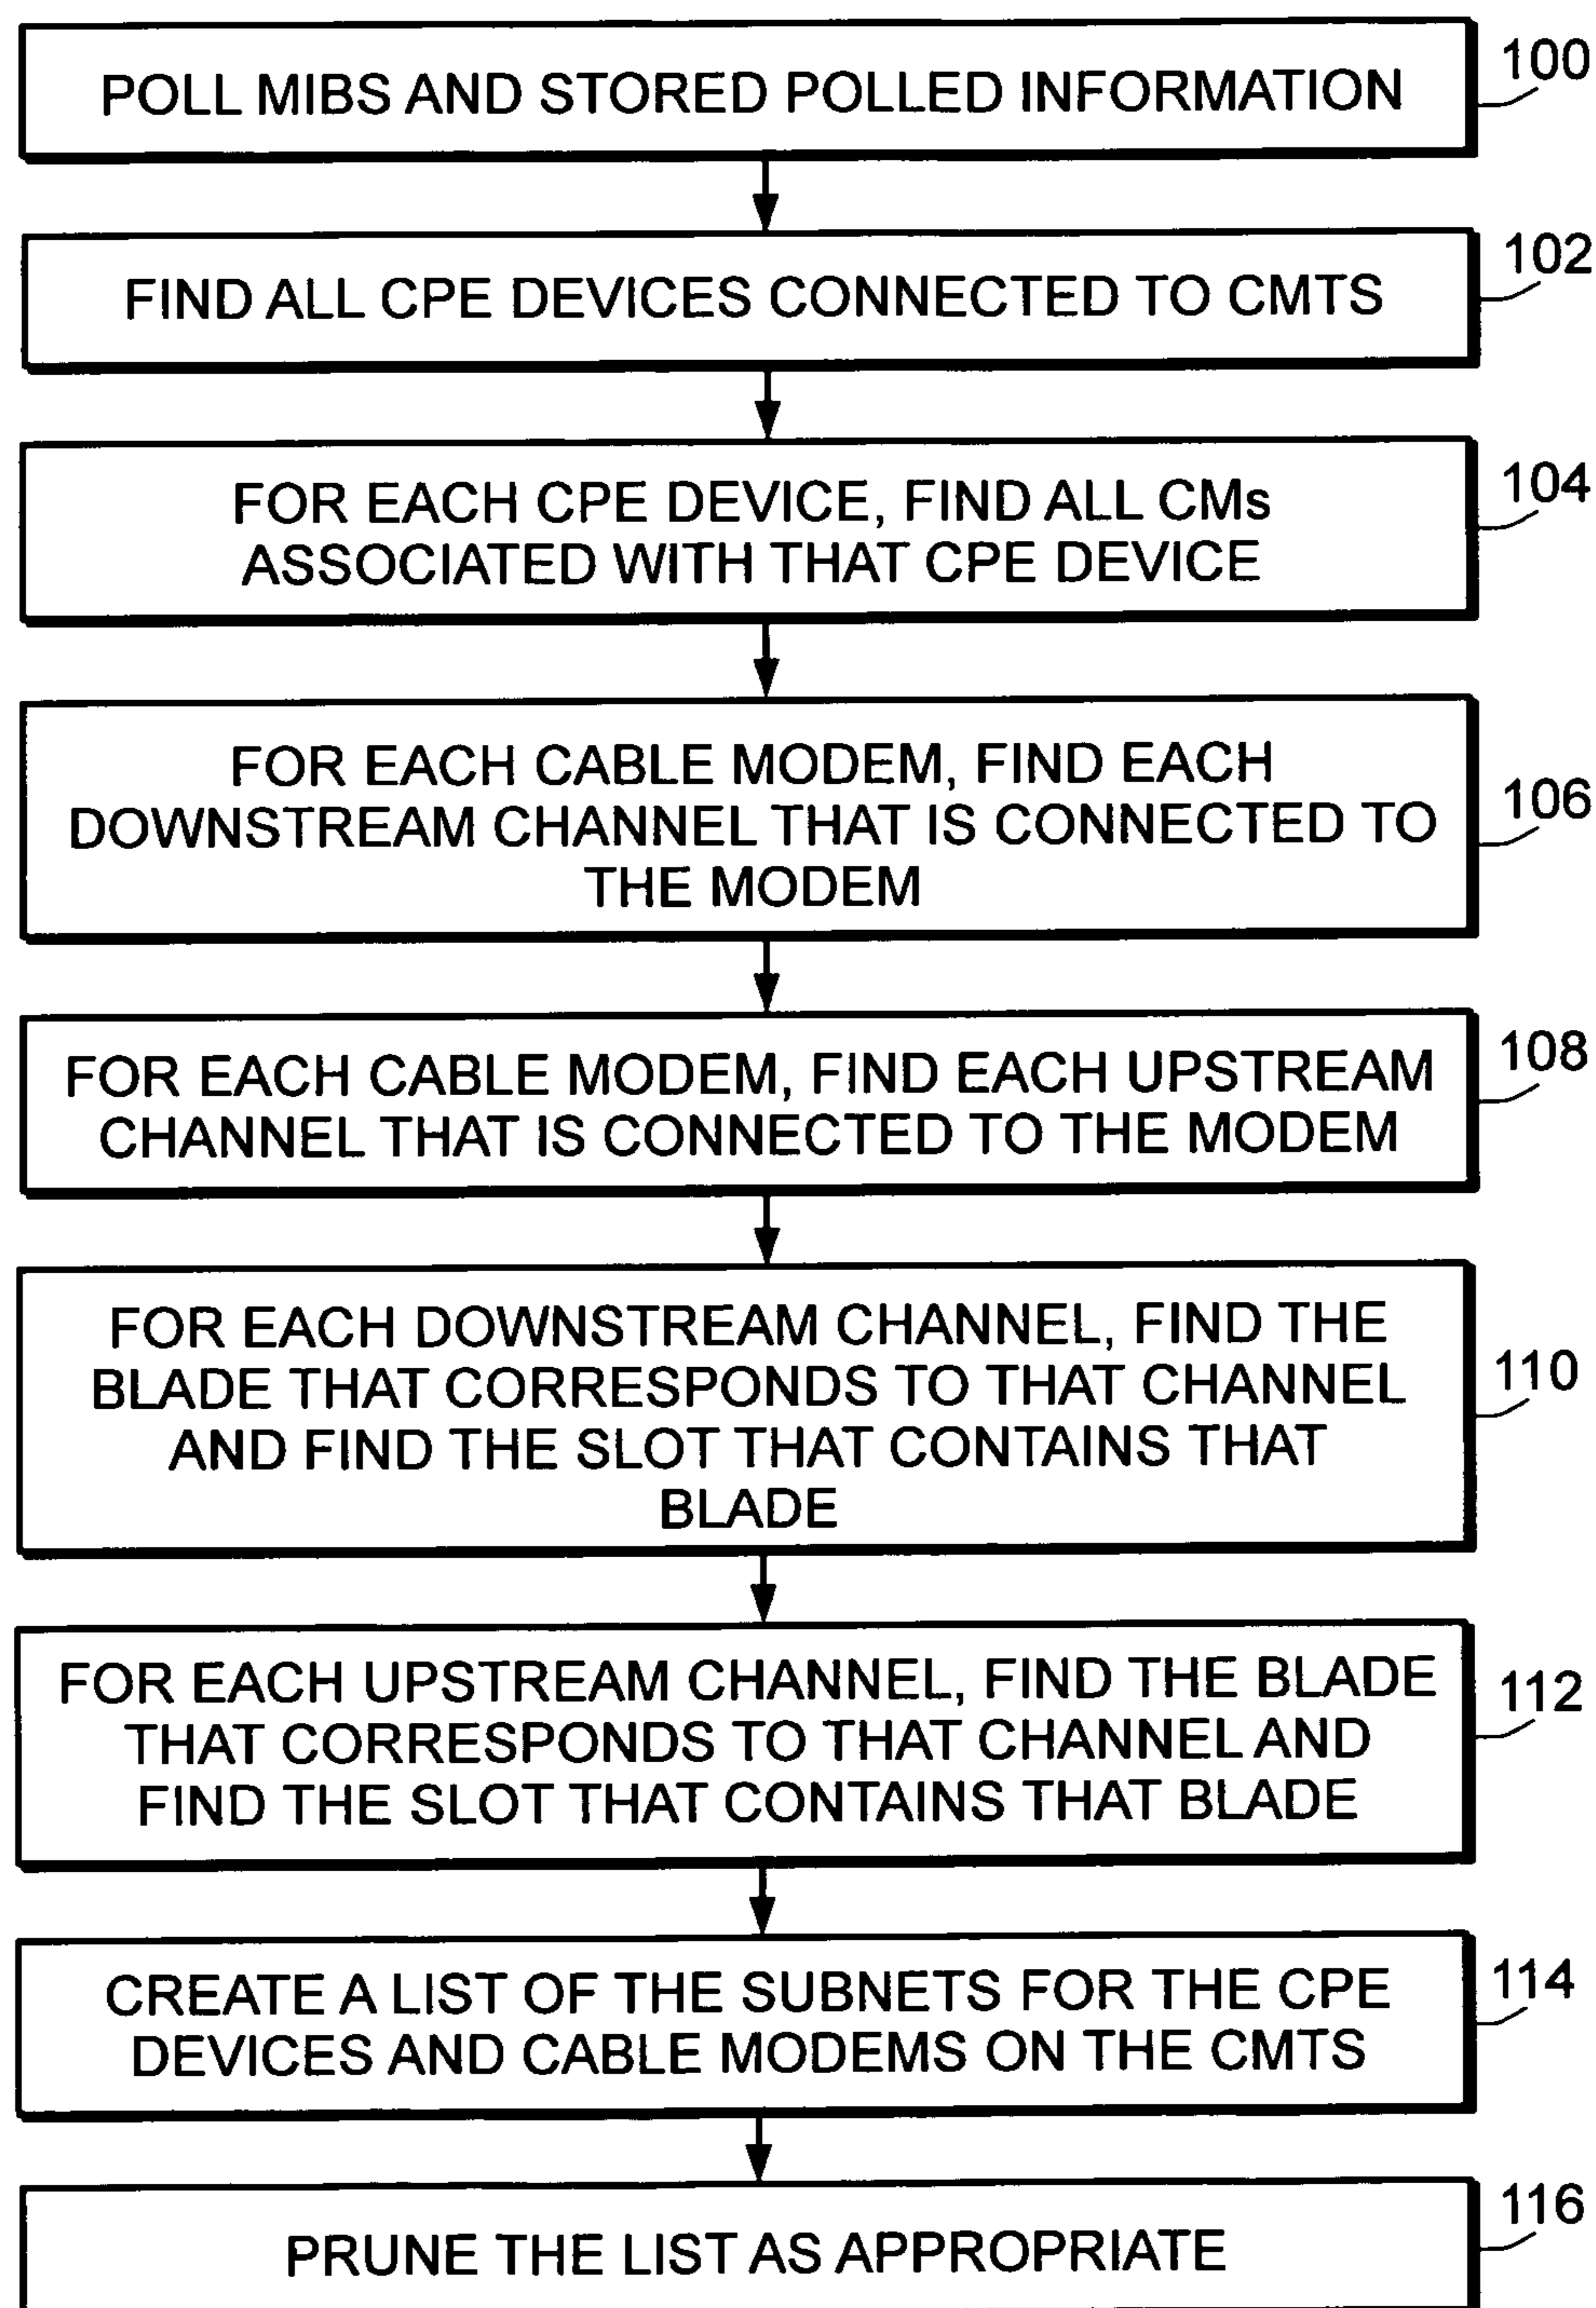 POLL MIBS AND STORED POLLED INFORMATION
100
FIND ALL CPE DEVICES CONNECTED TO CMTS
102
FOR EACH CPE DEVICE, FIND ALL CMs
ASSOCIATED WITH THAT CPE DEVICE
104
FOR EACH CABLE MODEM, FIND EACH
DOWNSTREAM CHANNEL THAT IS CONNECTED TO
THE MODEM
106
FOR EACH CABLE MODEM, FIND EACH UPSTREAM
CHANNEL THAT IS CONNECTED TO THE MODEM
108
FOR EACH DOWNSTREAM CHANNEL, FIND THE
BLADE THAT CORRESPONDS TO THAT CHANNEL
AND FIND THE SLOT THAT CONTAINS THAT
BLADE
110
FOR EACH UPSTREAM CHANNEL, FIND THE BLADE
THAT CORRESPONDS TO THAT CHANNEL AND
FIND THE SLOT THAT CONTAINS THAT BLADE
112
CREATE A LIST OF THE SUBNETS FOR THE CPE
DEVICES AND CABLE MODEMS ON THE CMTS
114
PRUNE THE LIST AS APPROPRIATE
116